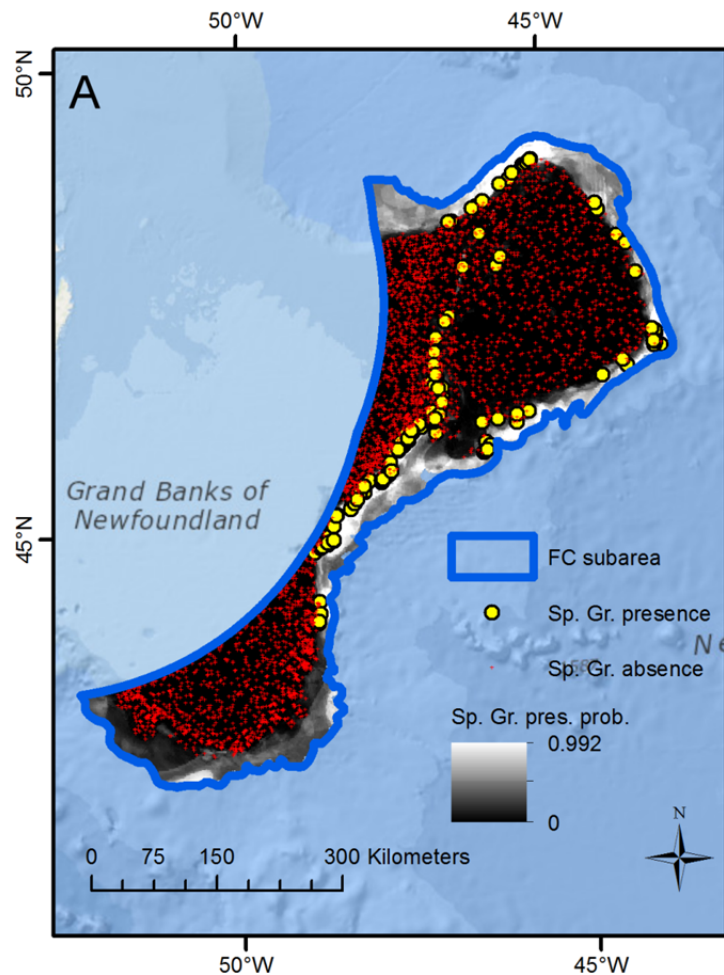 50°W 45°W
50°N
A
Grand Banks of
Newfoundland
45°N
FC subarea
Sp. Gr. presence
Ne
Sp. Gr. absence
Sp. Gr. pres. prob.
0.992
0
N
0 75 150 300 Kilometers
50°W 45°W